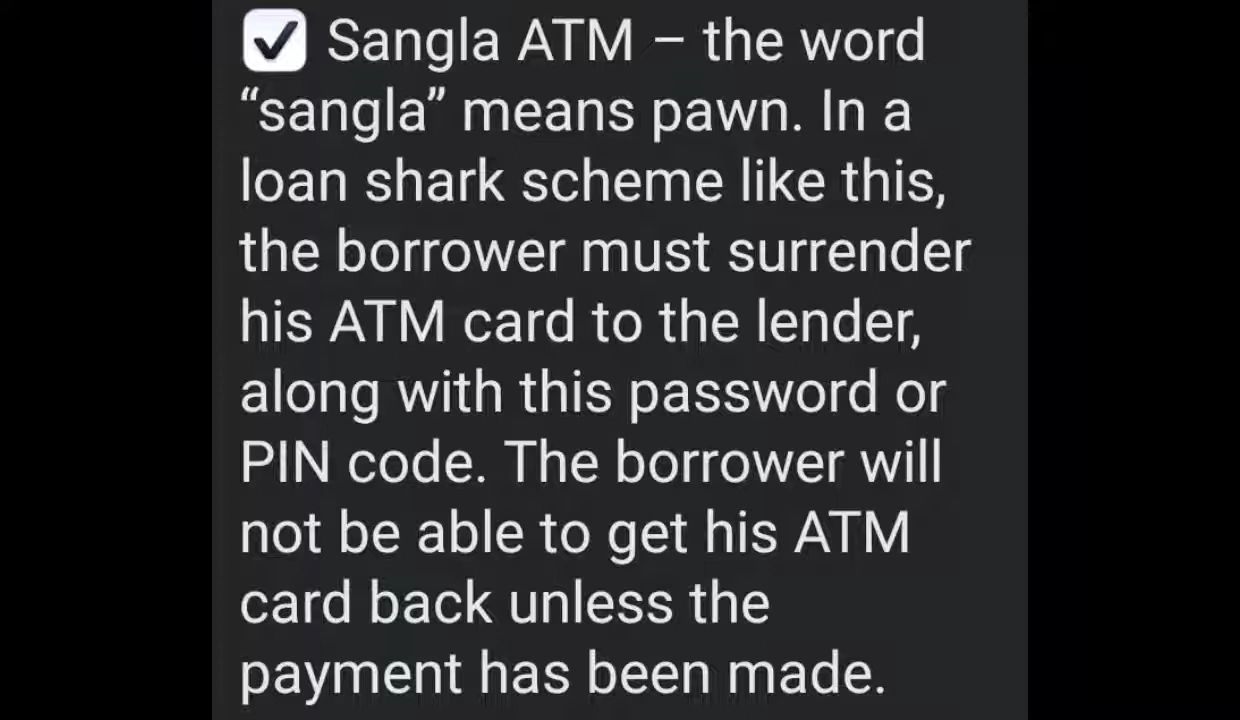 ✔ Sangla ATM – the word
“sangla” means pawn. In a
loan shark scheme like this,
the borrower must surrender
his ATM card to the lender,
along with this password or
PIN code. The borrower will
not be able to get his ATM
card back unless the
payment has been made.